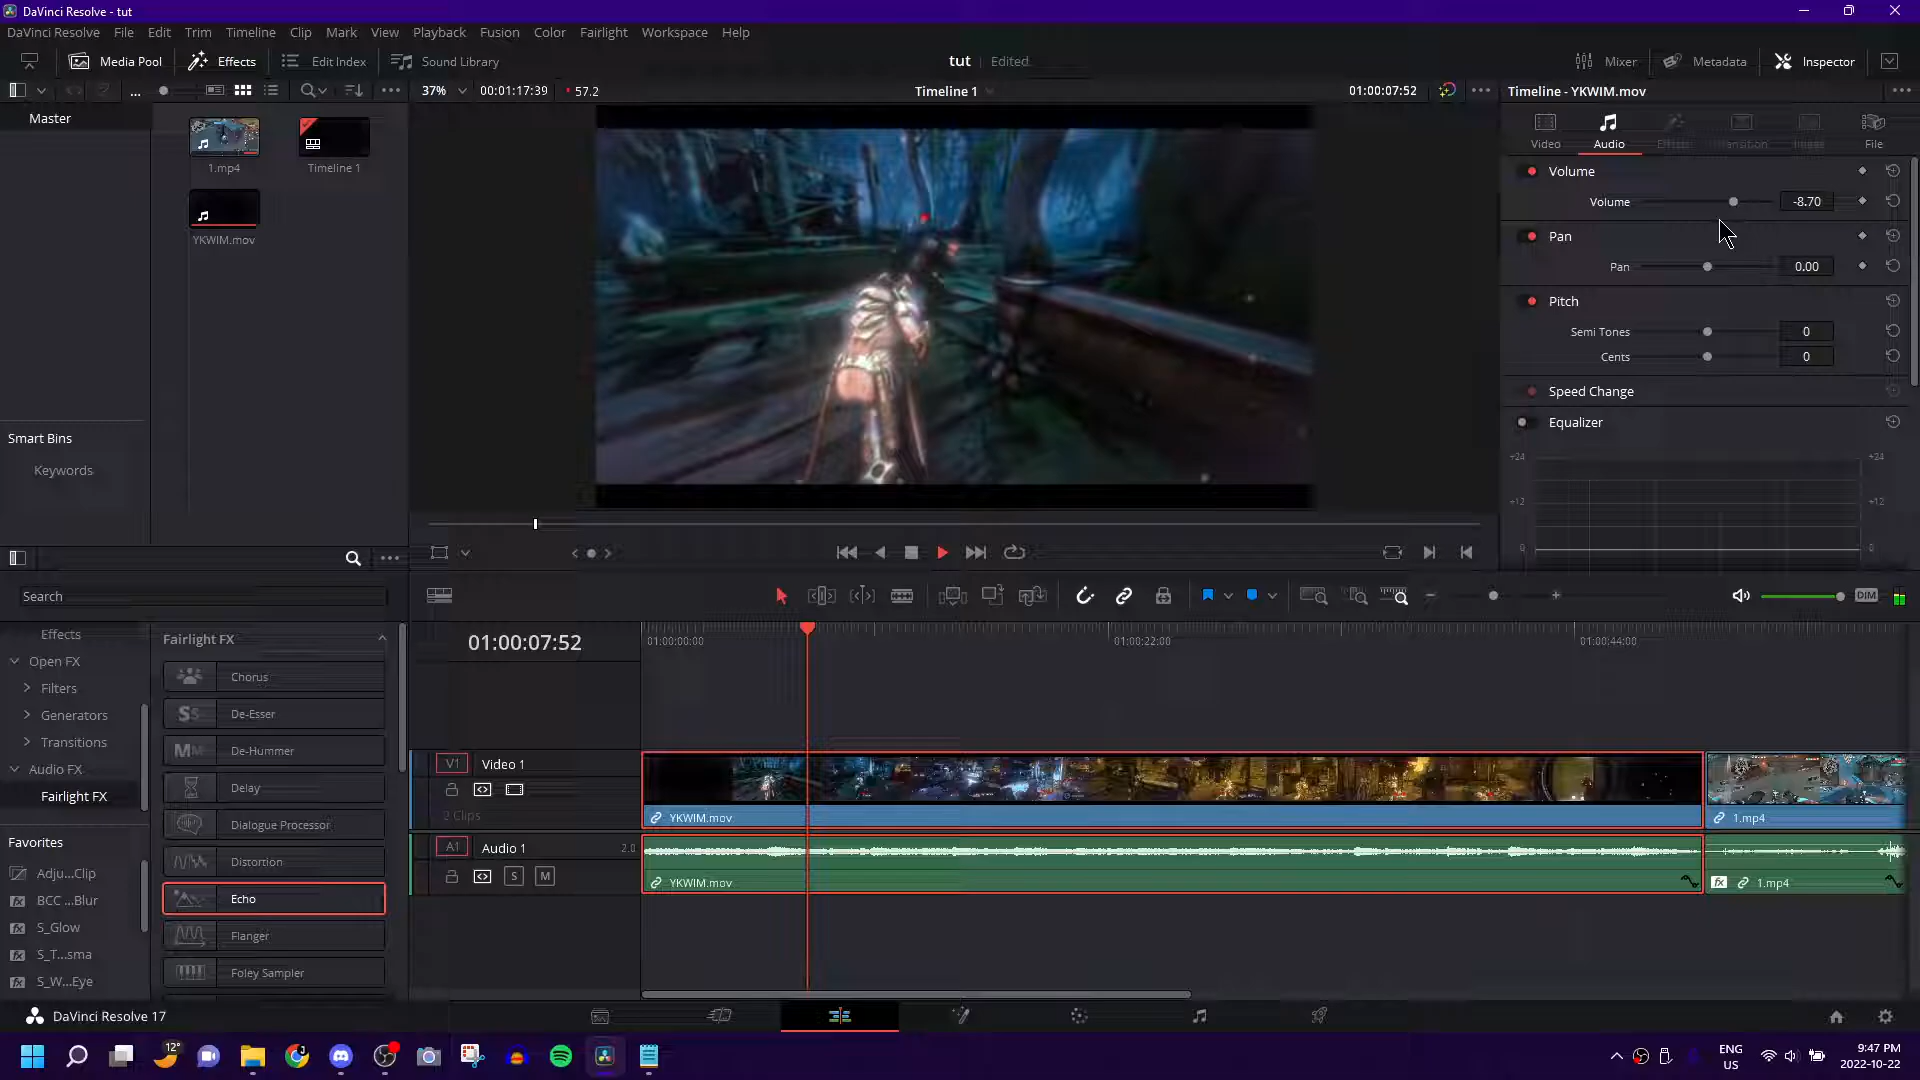 DaVinci Resolve - tut
DaVinci Resolve File Edit Trim Timeline Clip Mark View Playback Fusion Color Fairlight Workspace Help
Media Pool Effects Edit Index Sound Library tut Edited Mixer Metadata Inspector
37% 00:01:17:39 57.2 Timeline 1 01:00:07:52 Timeline - YKWIM.mov
Master
1.mp4 Timeline 1
YKWIM.mov
Video Audio Effects Transition Image File
Volume
Volume -8.70
Pan
Pan 0.00
Pitch
Semi Tones 0
Cents 0
Speed Change
Equalizer
+24 +24
+12 +12
0 0
Smart Bins
Keywords
Search
DIM
Effects
Open FX
Filters
Generators
Transitions
Audio FX
Fairlight FX
Favorites
Adju...Clip
BCC ...Blur
S_Glow
S_T...sma
S_W...Eye
Fairlight FX
Chorus
De-Esser
De-Hummer
Delay
Dialogue Processor
Distortion
Echo
Flanger
Foley Sampler
01:00:07:52 01:00:00:00 01:00:22:00 01:00:44:00
V1 Video 1
2 Clips
YKWIM.mov 1.mp4
A1 Audio 1 2.0
S M
YKWIM.mov fx 1.mp4
DaVinci Resolve 17
12°
ENG
US
9:47 PM
2022-10-22